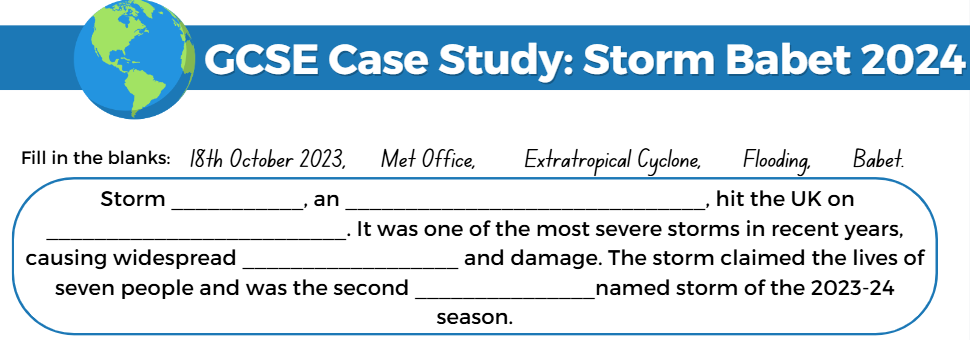 GCSE Case Study: Storm Babet 2024
Fill in the blanks: 18th October 2023, Met Office, Extratropical Cyclone, Flooding, Babet.
Storm ___________, an ______________________________, hit the UK on
_________________________. It was one of the most severe storms in recent years,
causing widespread __________________ and damage. The storm claimed the lives of
seven people and was the second _______________named storm of the 2023-24
season.